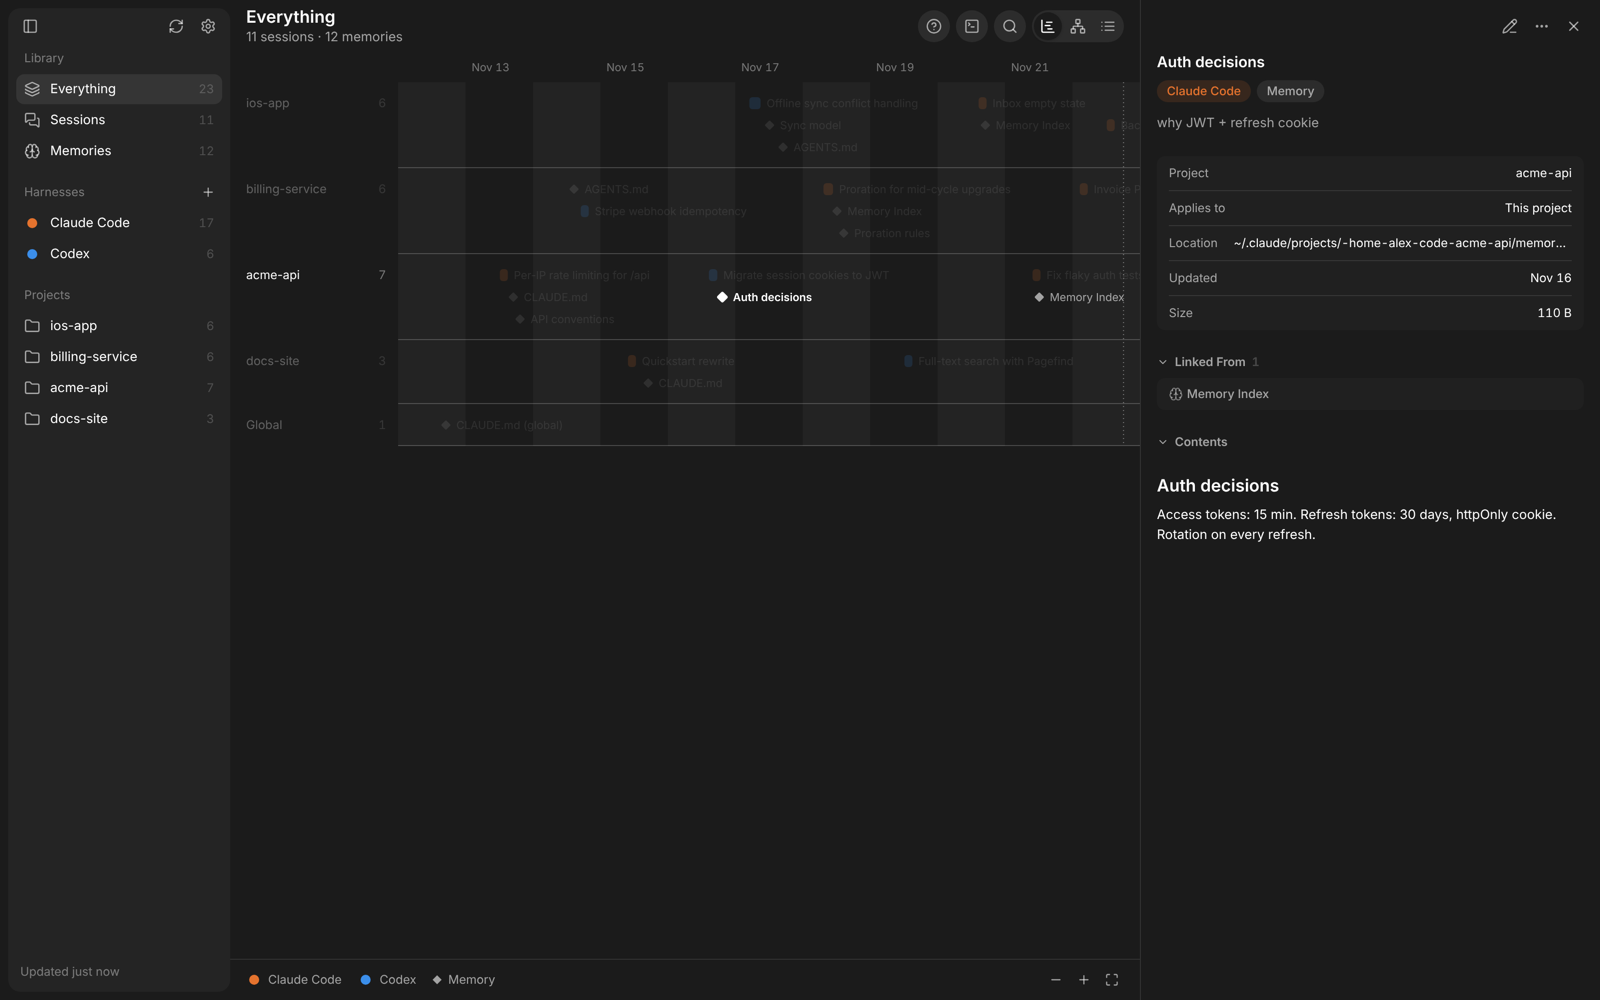 Library
Everything 23
Sessions 11
Memories 12
Harnesses
Claude Code 17
Codex 6
Projects
ios-app 6
billing-service 6
acme-api 7
docs-site 3
Updated just now
Everything
11 sessions · 12 memories
Nov 13 Nov 15 Nov 17 Nov 19 Nov 21
ios-app 6
Offline sync conflict handling Inbox empty state
Sync model Memory Index Bac
AGENTS.md
billing-service 6
AGENTS.md Proration for mid-cycle upgrades Invoice P
Stripe webhook idempotency Memory Index
Proration rules
acme-api 7
Per-IP rate limiting for /api Migrate session cookies to JWT Fix flaky auth tests
CLAUDE.md Auth decisions Memory Index
API conventions
docs-site 3
Quickstart rewrite Full-text search with Pagefind
CLAUDE.md
Global 1
CLAUDE.md (global)
Claude Code Codex Memory
Auth decisions
Claude Code Memory
why JWT + refresh cookie
Project acme-api
Applies to This project
Location ~/.claude/projects/-home-alex-code-acme-api/memor...
Updated Nov 16
Size 110 B
Linked From 1
Memory Index
Contents
Auth decisions
Access tokens: 15 min. Refresh tokens: 30 days, httpOnly cookie.
Rotation on every refresh.